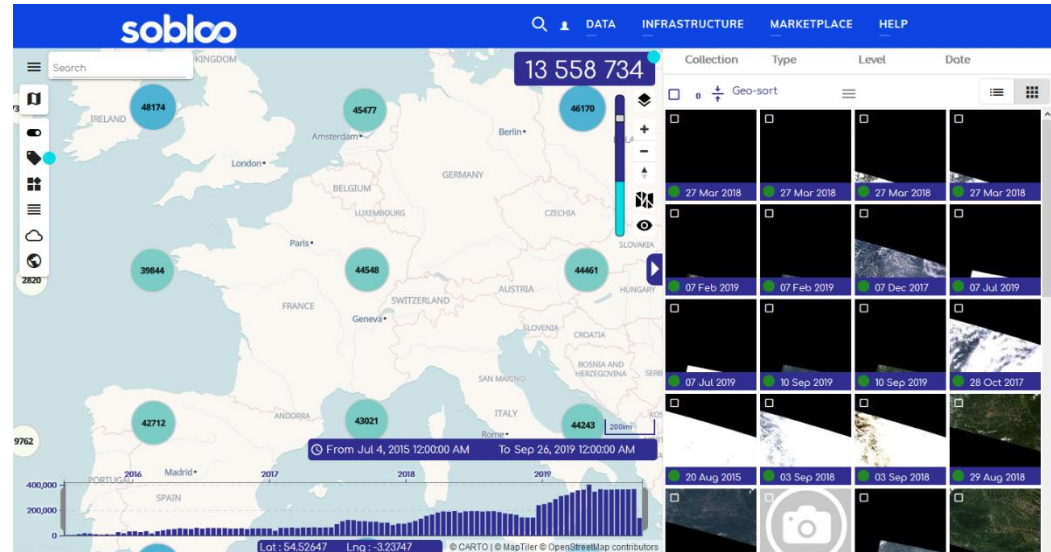 sobloo
DATA INFRASTRUCTURE MARKETPLACE HELP
Search
KINGDOM
13 558 734
Collection Type Level Date
0 Geo-sort
IRELAND
48174
45477
46170
Amsterdam
Berlin
London
BELGIUM
GERMANY
LUXEMBOURG
CZECHIA
Paris
SLOVAKIA
39844
44548
44461
2820
AUSTRIA
HUNGARY
FRANCE
SWITZERLAND
Geneva
SLOVENIA
CROATIA
BOSNIA AND
HERZEGOVINA
SERB
SAN MARINO
ANDORRA
ITALY
KOS
42712
43021
44243
200km
9762
Rome
From Jul 4, 2015 12:00:00 AM To Sep 26, 2019 12:00:00 AM
2016 2017 2018 2019
PORTUGAL
Madrid
SPAIN
400,000
200,000
0
Lat : 54.52647 Lng : -3.23747
© CARTO | © MapTiler © OpenStreetMap contributors
27 Mar 2018 27 Mar 2018 27 Mar 2018 27 Mar 2018
07 Feb 2019 07 Feb 2019 07 Dec 2017 07 Jul 2019
07 Jul 2019 10 Sep 2019 10 Sep 2019 28 Oct 2017
20 Aug 2015 03 Sep 2018 03 Sep 2018 29 Aug 2018